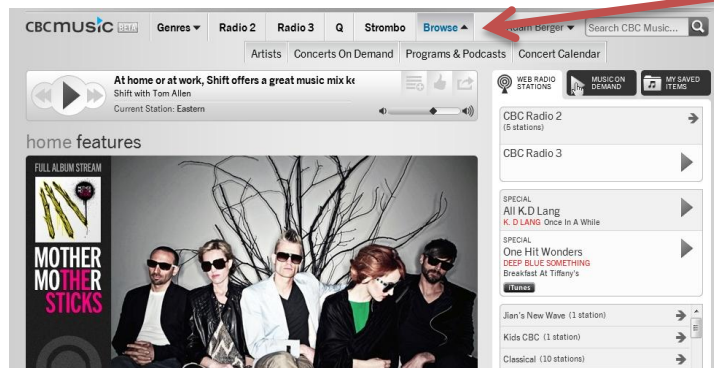 CBCMUSIC BETA Genres Radio 2 Radio 3 Q Strombo Browse Adam Berger Search CBC Music...
Artists Concerts On Demand Programs & Podcasts Concert Calendar
At home or at work, Shift offers a great music mix ke
Shift with Tom Allen
Current Station: Eastern
WEB RADIO
STATIONS
MUSIC ON
DEMAND
MY SAVED
ITEMS
home features
FULL ALBUM STREAM
MOTHER
MOTHER
STICKS
CBC Radio 2
(5 stations)
CBC Radio 3
SPECIAL
All K.D Lang
K. D LANG Once In A While
SPECIAL
One Hit Wonders
DEEP BLUE SOMETHING
Breakfast At Tiffany's
iTunes
Jian's New Wave (1 station)
Kids CBC (1 station)
Classical (10 stations)